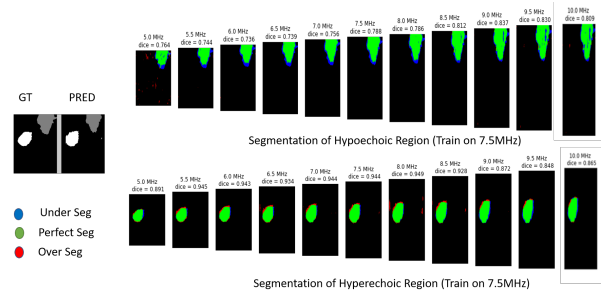 5.0 MHz
dice = 0.764
5.5 MHz
dice = 0.744
6.0 MHz
dice = 0.736
6.5 MHz
dice = 0.739
7.0 MHz
dice = 0.756
7.5 MHz
dice = 0.788
8.0 MHz
dice = 0.786
8.5 MHz
dice = 0.812
9.0 MHz
dice = 0.837
9.5 MHz
dice = 0.830
10.0 MHz
dice = 0.809
GT PRED
Segmentation of Hypoechoic Region (Train on 7.5MHz)
5.0 MHz
dice = 0.891
5.5 MHz
dice = 0.945
6.0 MHz
dice = 0.943
6.5 MHz
dice = 0.934
7.0 MHz
dice = 0.944
7.5 MHz
dice = 0.944
8.0 MHz
dice = 0.949
8.5 MHz
dice = 0.928
9.0 MHz
dice = 0.872
9.5 MHz
dice = 0.848
10.0 MHz
dice = 0.865
Under Seg
Perfect Seg
Over Seg
Segmentation of Hyperechoic Region (Train on 7.5MHz)